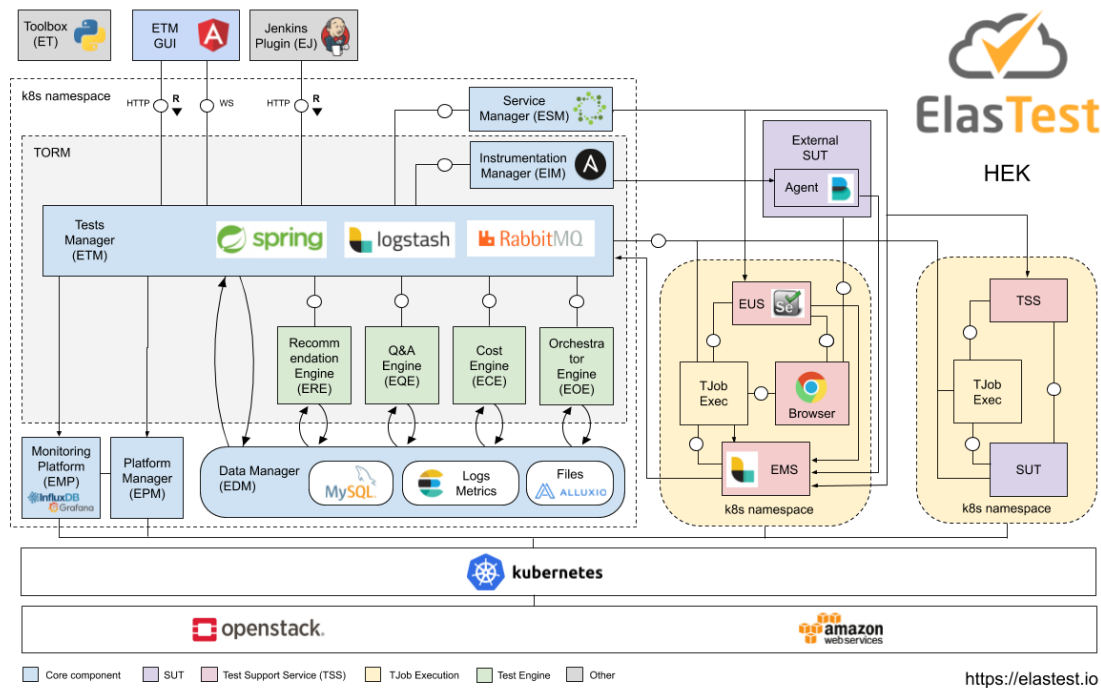 Toolbox
(ET)
ETM
GUI
Jenkins
Plugin (EJ)
ElasTest
HEK
k8s namespace
HTTP
R
WS
HTTP
R
Service
Manager (ESM)
TORM
Instrumentation
Manager (EIM)
External
SUT
Agent
Tests
Manager
(ETM)
spring
logstash
RabbitMQ
EUS
Se
TSS
Recomm
endation
Engine
(ERE)
Q&A
Engine
(EQE)
Cost
Engine
(ECE)
Orchestra
tor
Engine
(EOE)
TJob
Exec
Browser
TJob
Exec
Monitoring
Platform
(EMP)
InfluxDB
Grafana
Platform
Manager
(EPM)
Data Manager
(EDM)
MySQL
Logs
Metrics
Files
ALLUXIO
EMS
SUT
k8s namespace
k8s namespace
kubernetes
openstack.
amazon
webservices
Core component
SUT
Test Support Service (TSS)
TJob Execution
Test Engine
Other
https://elastest.io